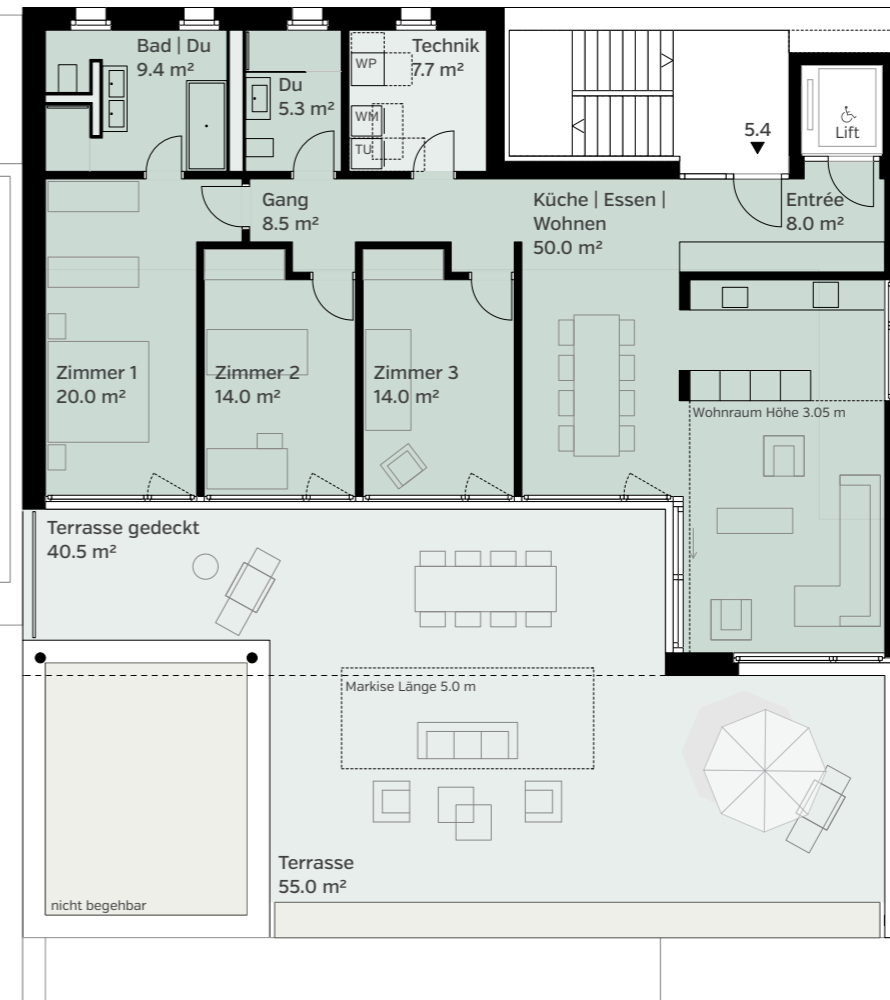 Bad | Du
9.4 m²
Du
5.3 m²
Technik
7.7 m²
WP
WM
TU
5.4
Lift
Gang
8.5 m²
Küche | Essen |
Wohnen
50.0 m²
Entrée
8.0 m²
Zimmer 1
20.0 m²
Zimmer 2
14.0 m²
Zimmer 3
14.0 m²
Wohnraum Höhe 3.05 m
Terrasse gedeckt
40.5 m²
Markise Länge 5.0 m
Terrasse
55.0 m²
nicht begehbar